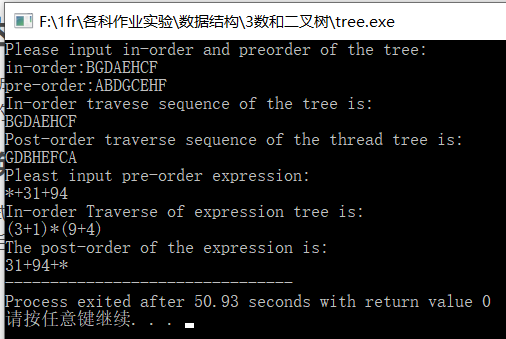 F:\1fr\各科作业实验\数据结构\3数和二叉树\tree.exe
Please input in-order and preorder of the tree:
in-order:BGDAEHCF
pre-order:ABDGCEHF
In-order travese sequence of the tree is:
BGDAEHCF
Post-order traverse sequence of the thread tree is:
GDBHEFCA
Pleast input pre-order expression:
*+31+94
In-order Traverse of expression tree is:
(3+1)*(9+4)
The post-order of the expression is:
31+94+*
--------------------------------
Process exited after 50.93 seconds with return value 0
请按任意键继续. . .